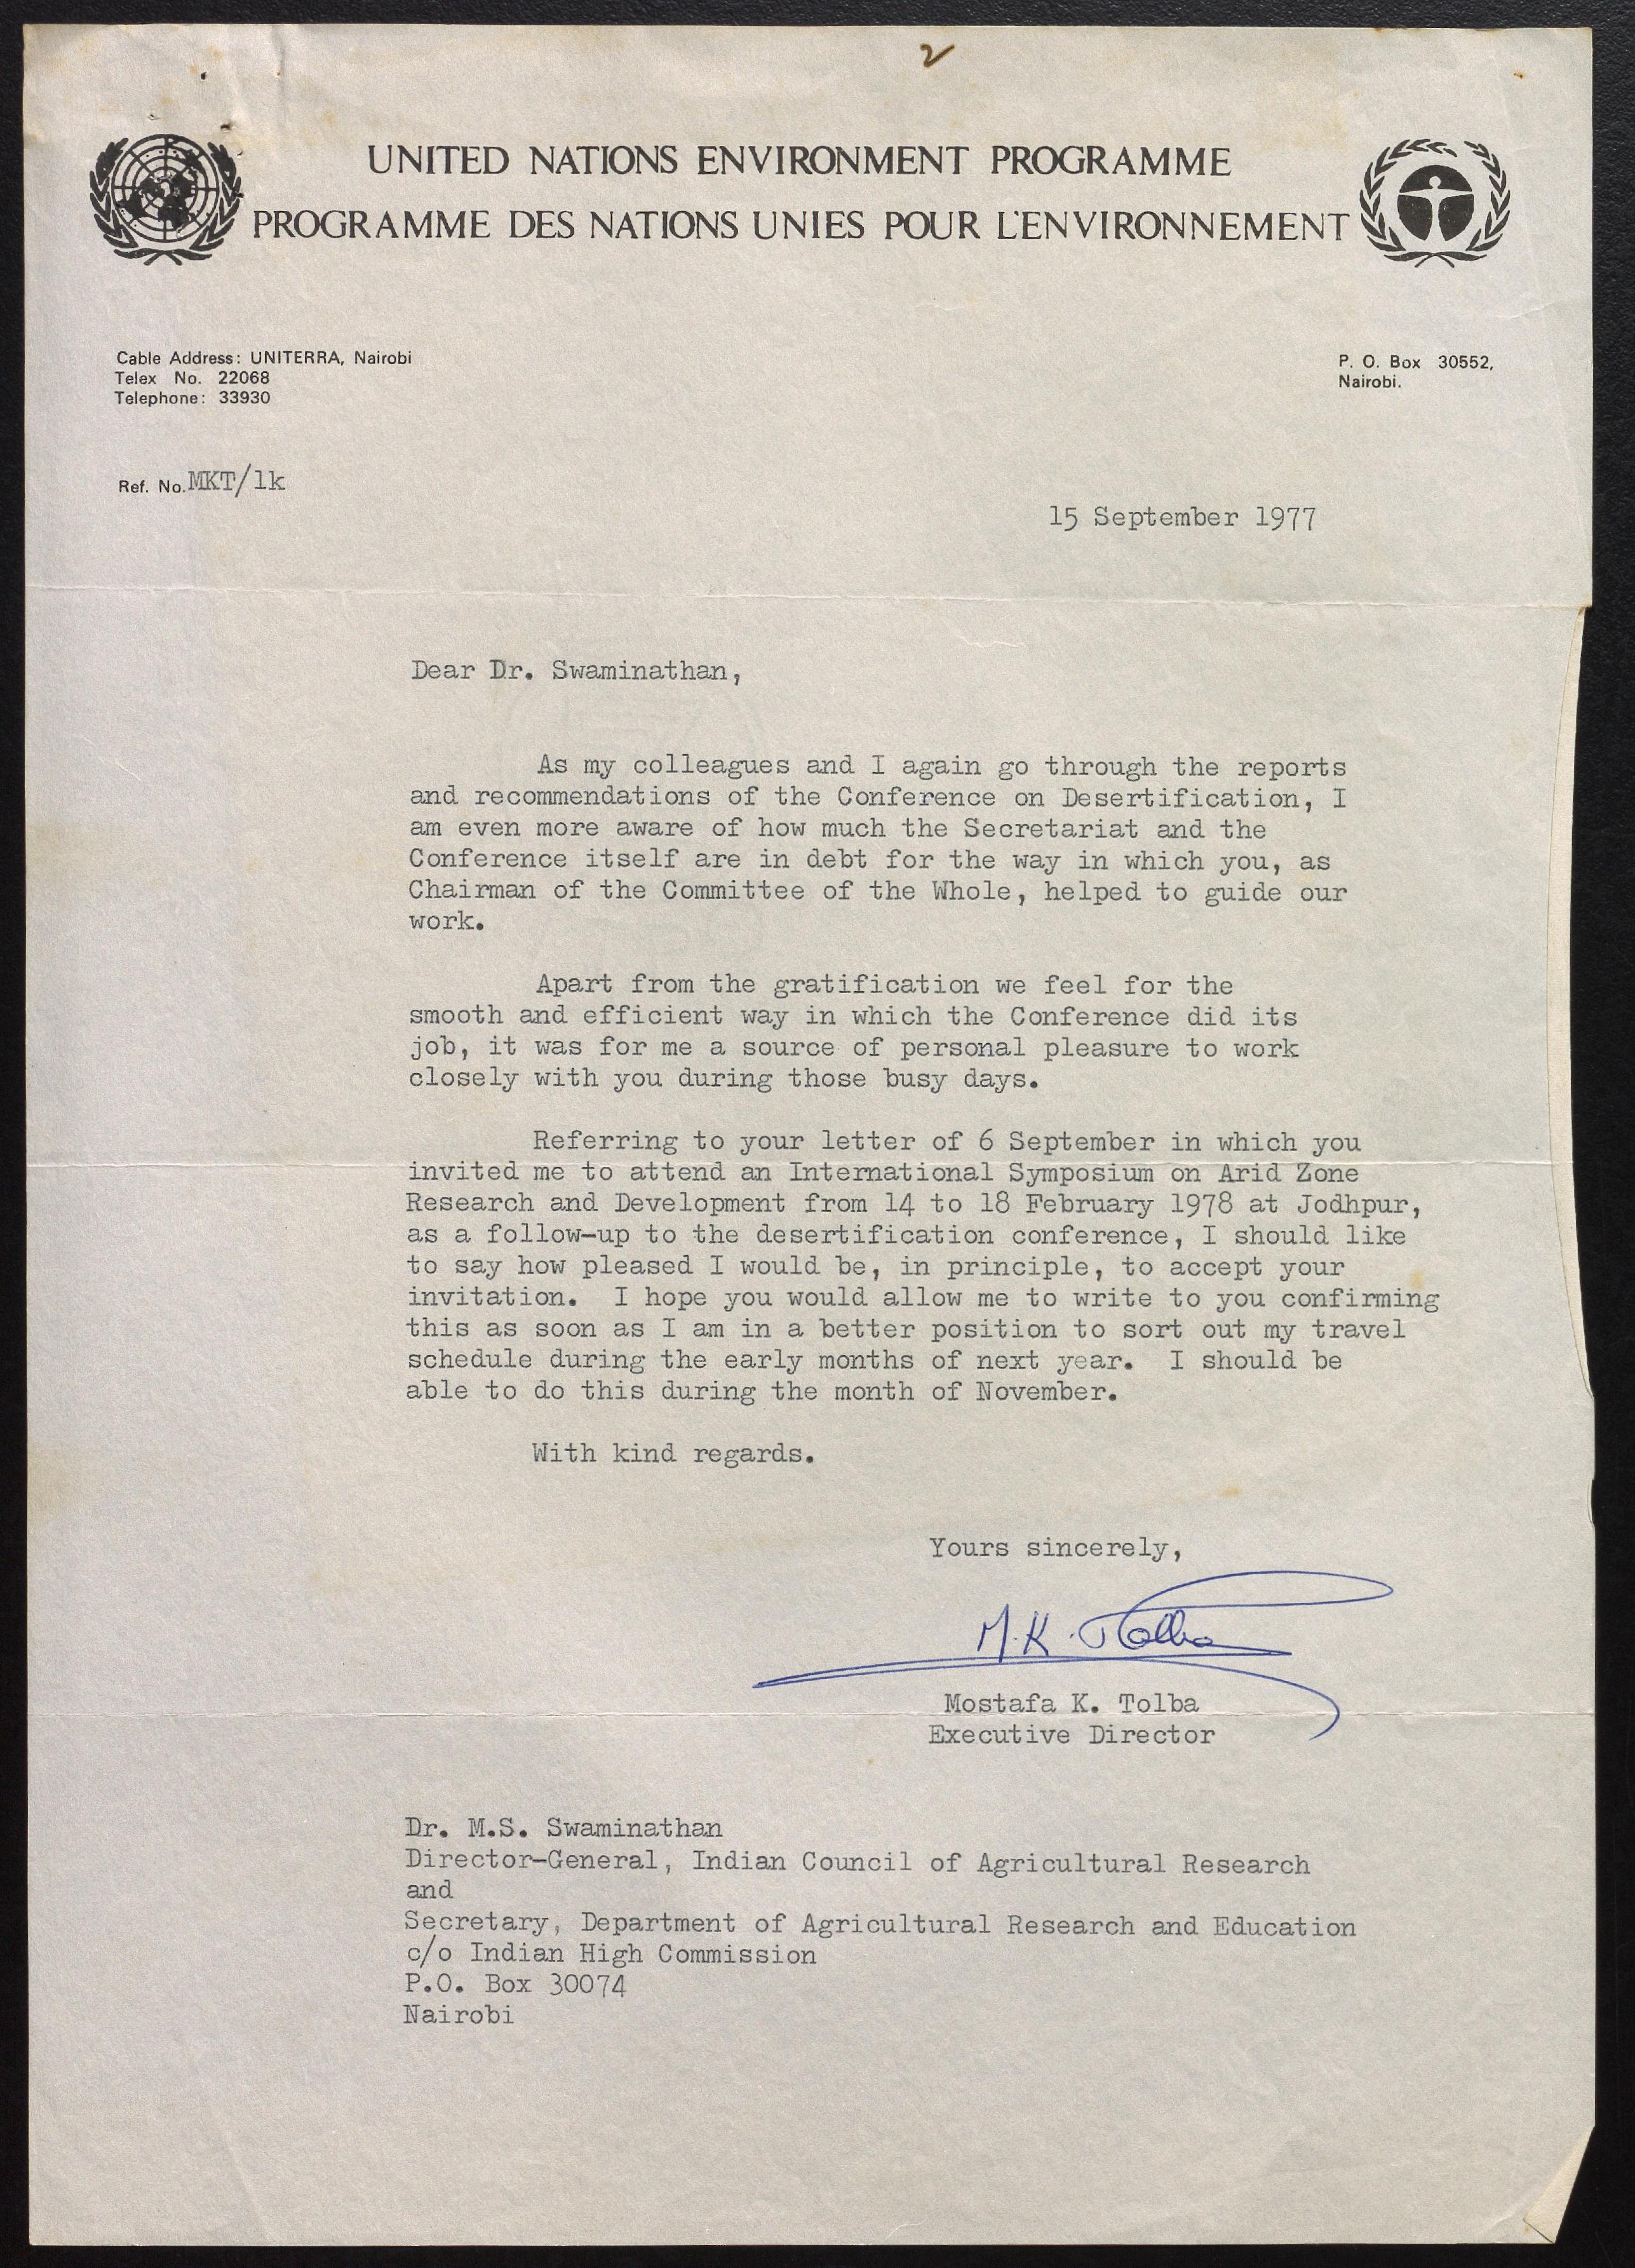 2
UNITED NATIONS ENVIRONMENT PROGRAMME
PROGRAMME DES NATIONS UNIES POUR L'ENVIRONNEMENT
Cable Address: UNITERRA, Nairobi
Telex No. 22068
Telephone: 33930
P. O. Box 30552,
Nairobi.
Ref. No. MKT/lk
15 September 1977
Dear Dr. Swaminathan,
As my colleagues and I again go through the reports
and recommendations of the Conference on Desertification, I
am even more aware of how much the Secretariat and the
Conference itself are in debt for the way in which you, as
Chairman of the Committee of the Whole, helped to guide our
work.
Apart from the gratification we feel for the
smooth and efficient way in which the Conference did its
job, it was for me a source of personal pleasure to work
closely with you during those busy days.
Referring to your letter of 6 September in which you
invited me to attend an International Symposium on Arid Zone
Research and Development from 14 to 18 February 1978 at Jodhpur,
as a follow-up to the desertification conference, I should like
to say how pleased I would be, in principle, to accept your
invitation. I hope you would allow me to write to you confirming
this as soon as I am in a better position to sort out my travel
schedule during the early months of next year. I should be
able to do this during the month of November.
With kind regards.
Yours sincerely,
M.K. Tolba
Mostafa K. Tolba
Executive Director
Dr. M.S. Swaminathan
Director-General, Indian Council of Agricultural Research
and
Secretary, Department of Agricultural Research and Education
c/o Indian High Commission
P.O. Box 30074
Nairobi